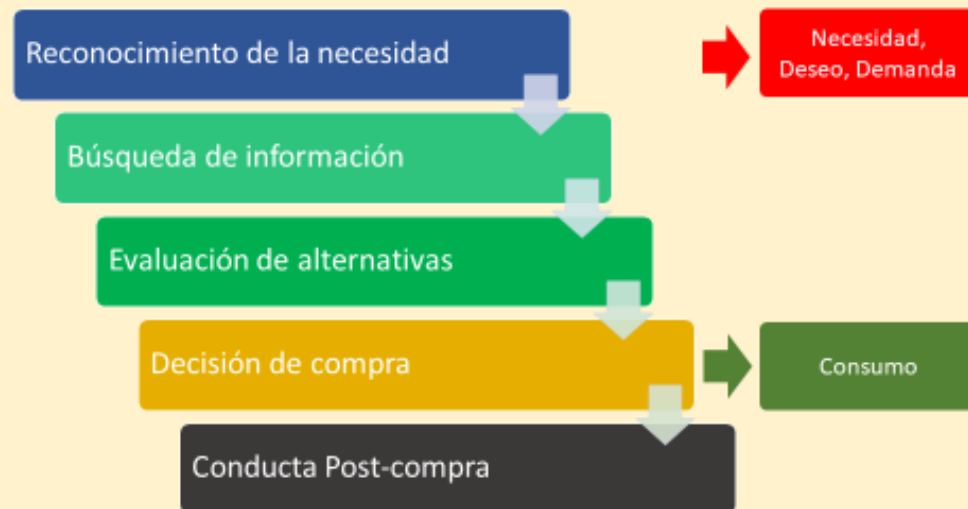 Reconocimiento de la necesidad
Necesidad,
Deseo, Demanda
Búsqueda de información
Evaluación de alternativas
Decisión de compra
Consumo
Conducta Post-compra